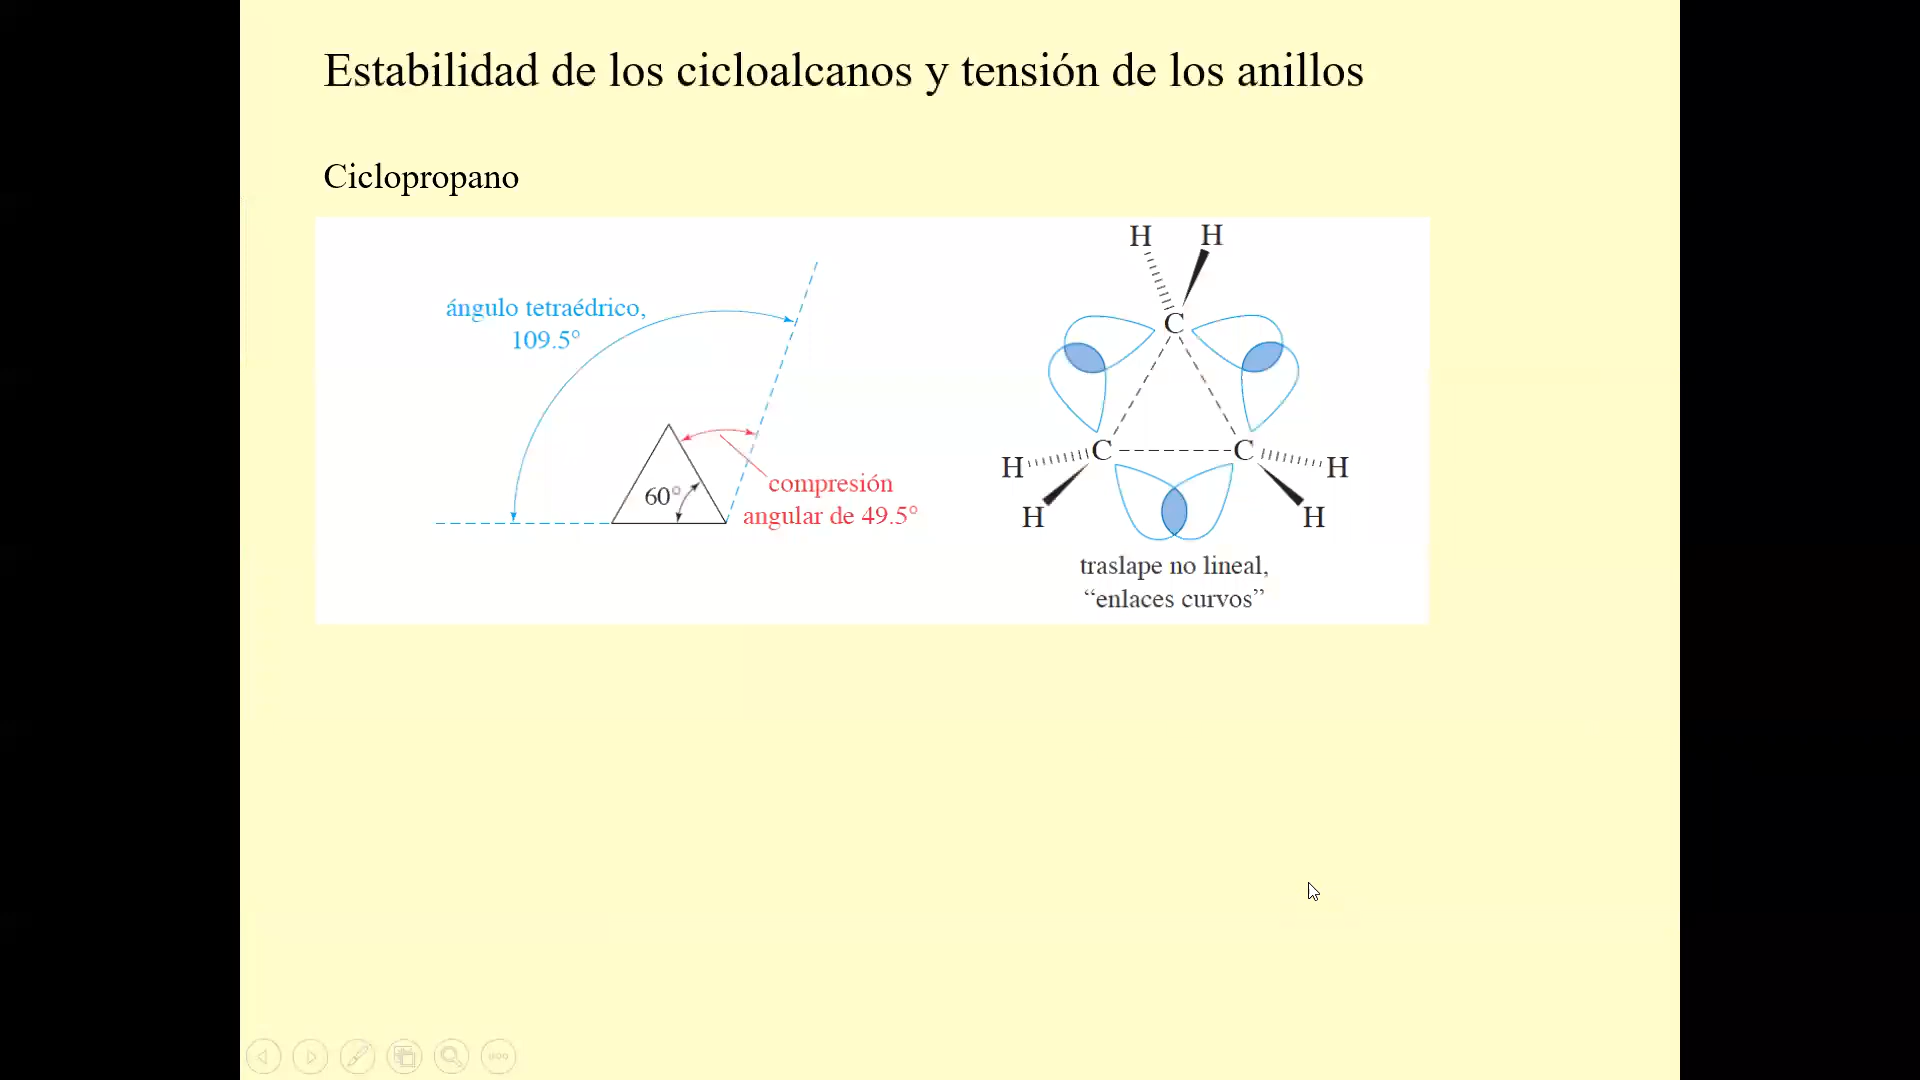 Estabilidad de los cicloalcanos y tensión de los anillos
Ciclopropano
ángulo tetraédrico,
109.5°
60°
compresión
angular de 49.5°
H H
C
C C
H H
H H
traslape no lineal,
“enlaces curvos”